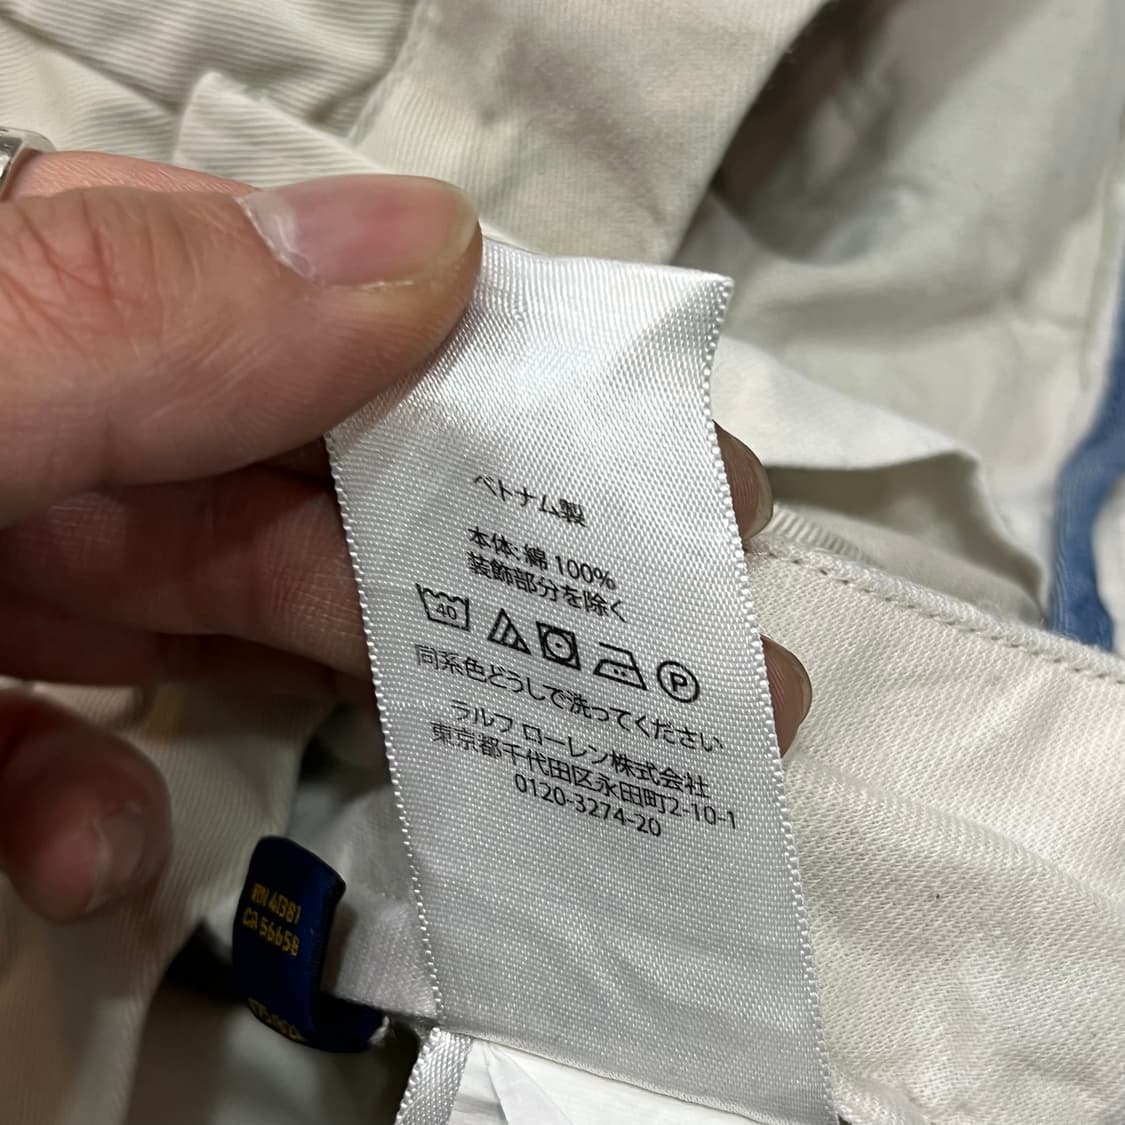 ベトナム製
本体: 綿 100%
装飾部分を除く
40
P
同系色どうしで洗ってください
ラルフ ローレン株式会社
東京都千代田区永田町2-10-1
0120-3274-20
41381
CA 56658